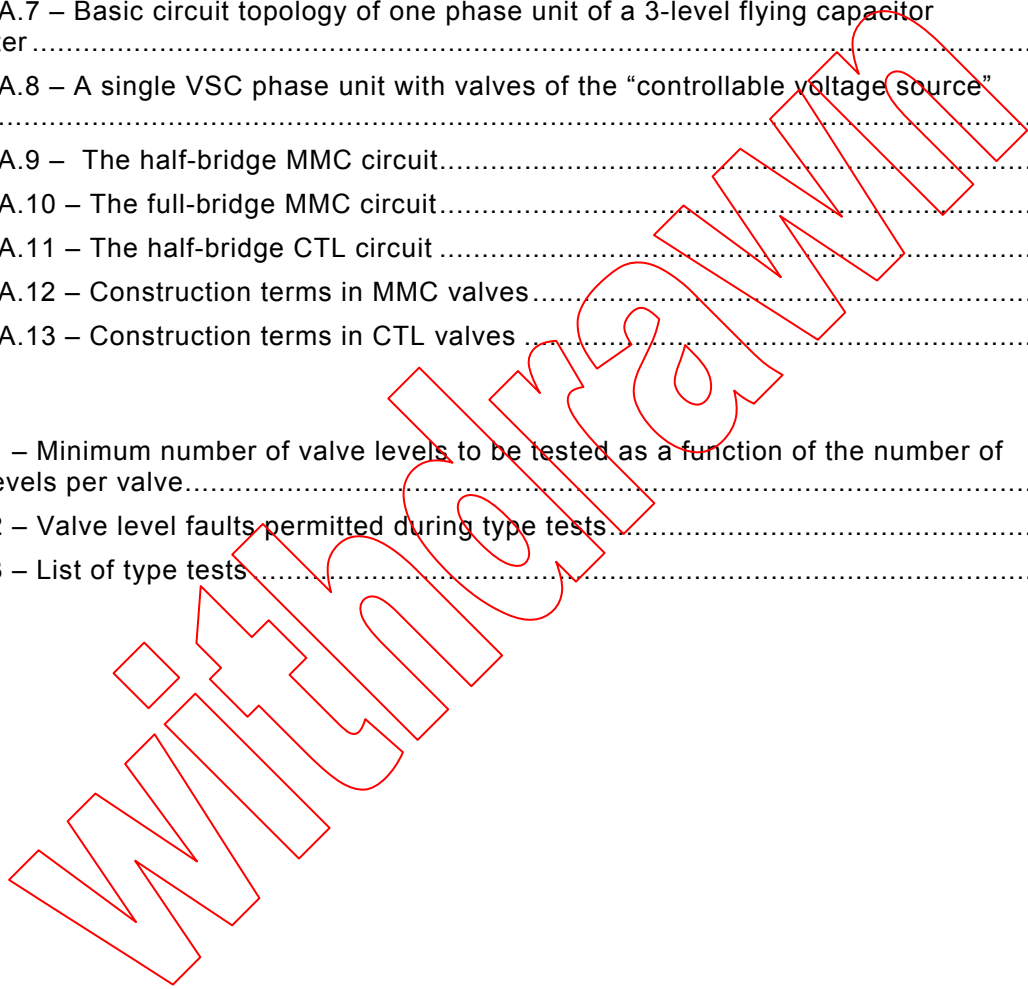 A.7 – Basic circuit topology of one phase unit of a 3-level flying capacitor
ter
A.8 – A single VSC phase unit with valves of the “controllable voltage source”
A.9 – The half-bridge MMC circuit
A.10 – The full-bridge MMC circuit
A.11 – The half-bridge CTL circuit
A.12 – Construction terms in MMC valves
A.13 – Construction terms in CTL valves
– Minimum number of valve levels to be tested as a function of the number of
evels per valve
2 – Valve level faults permitted during type tests
3 – List of type tests
withdrawn